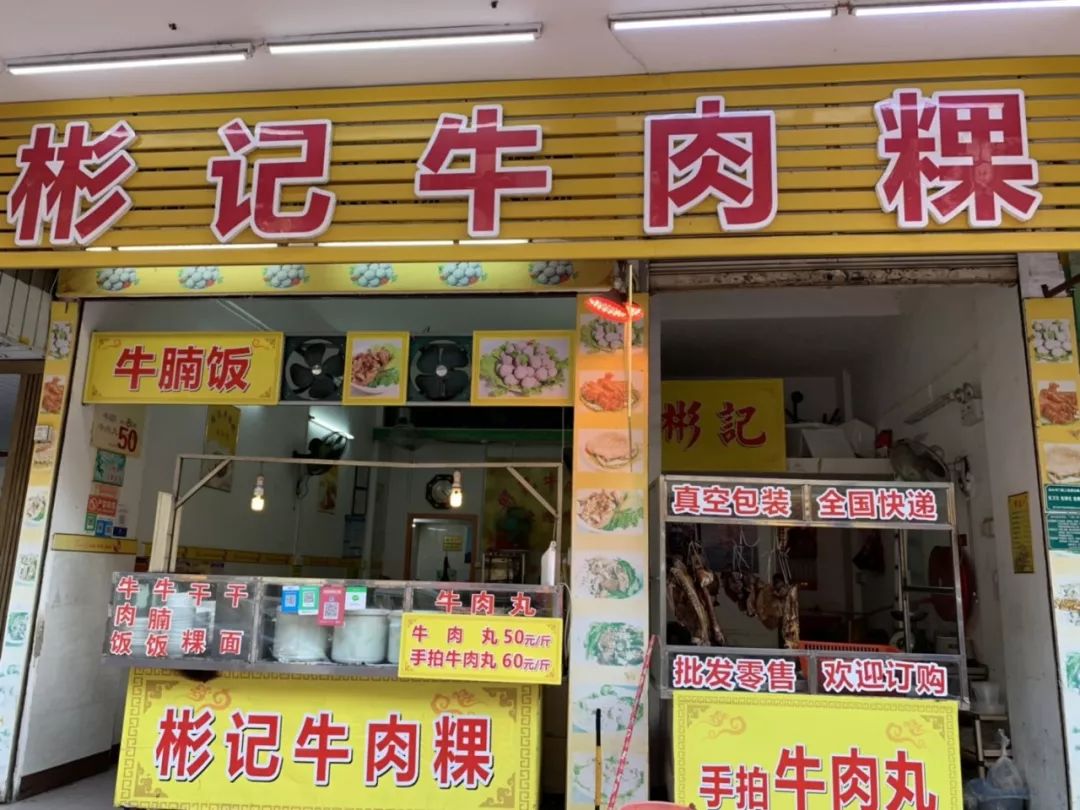 彬记牛肉粿
牛腩饭
50
彬記
真空包装
全国快递
牛肉饭
牛腩饭
干粿
干面
牛肉丸
牛肉丸50元/斤
手拍牛肉丸60元/斤
批发零售
欢迎订购
彬记牛肉粿
手拍牛肉丸